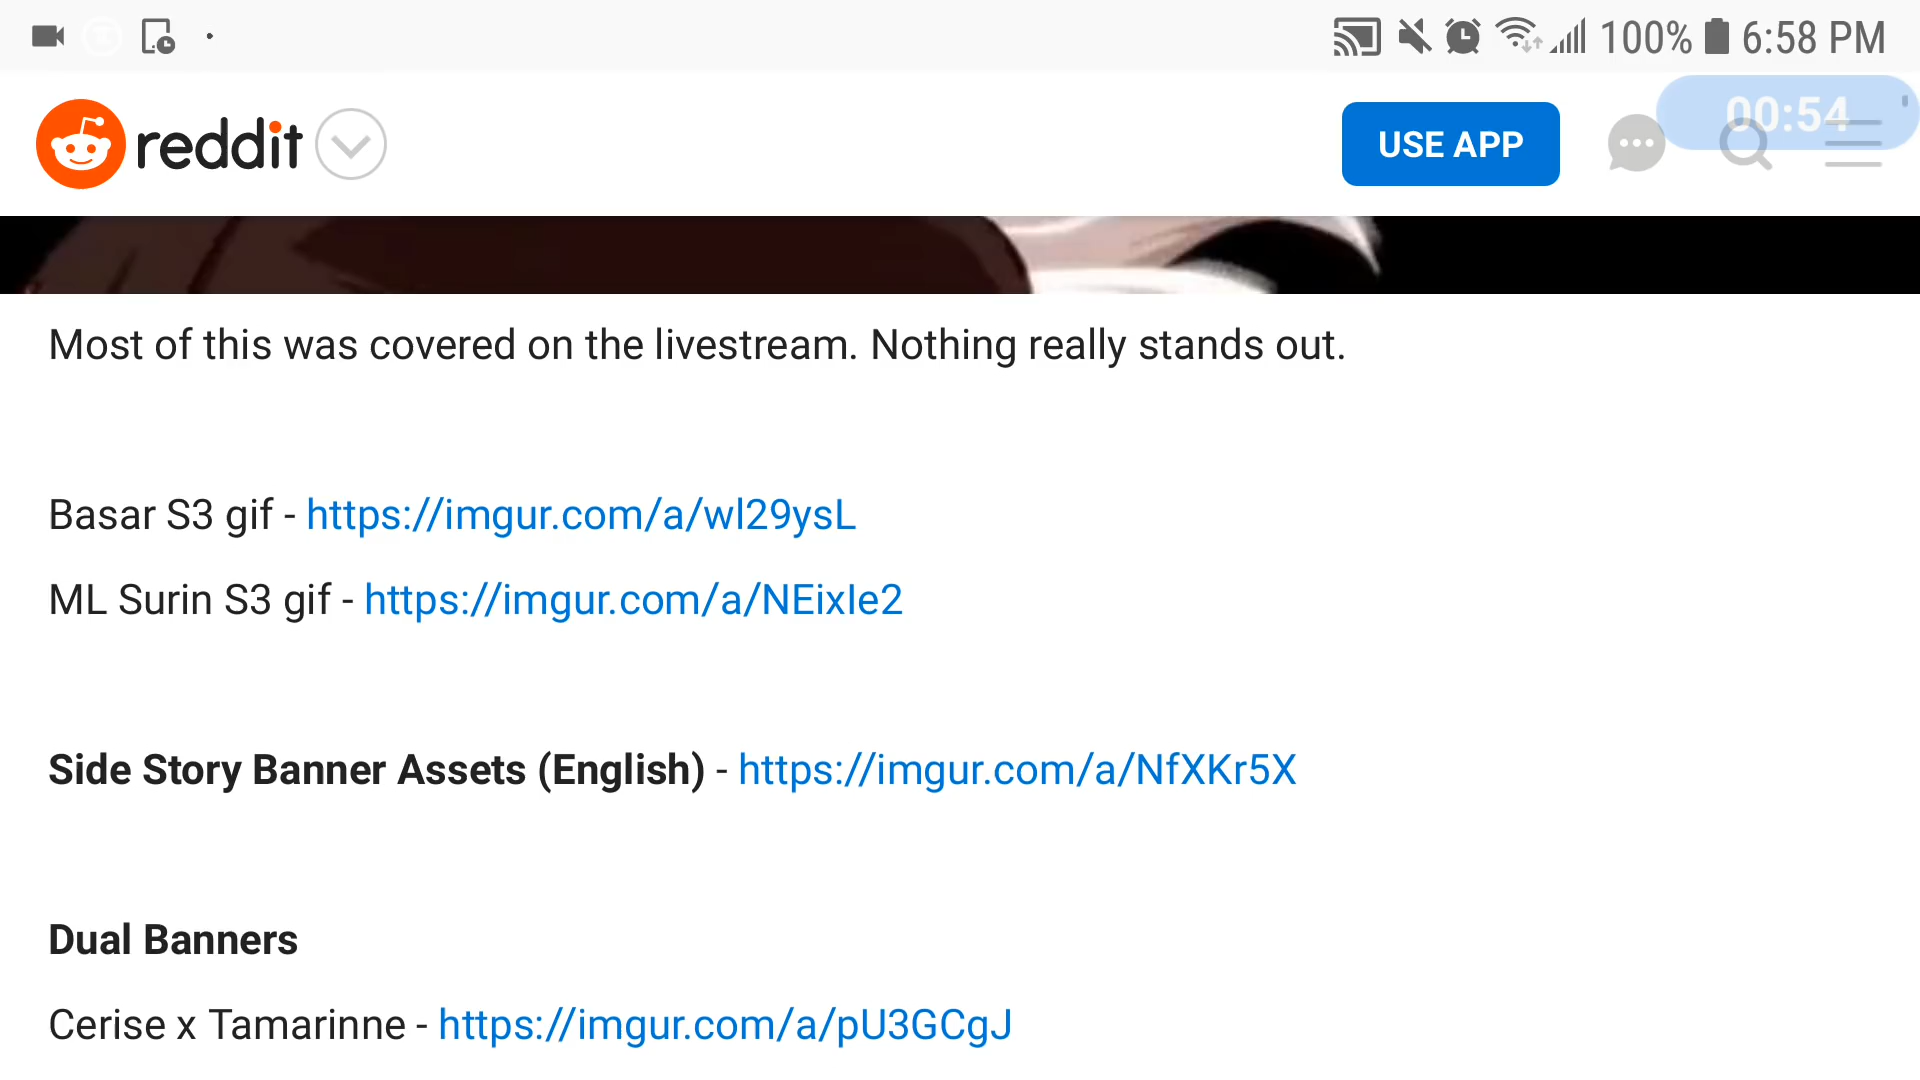 100% 6:58 PM
reddit USE APP 00:54
Most of this was covered on the livestream. Nothing really stands out.
Basar S3 gif - https://imgur.com/a/wl29ysL
ML Surin S3 gif - https://imgur.com/a/NEixIe2
Side Story Banner Assets (English) - https://imgur.com/a/NfXKr5X
Dual Banners
Cerise x Tamarinne - https://imgur.com/a/pU3GCgJ